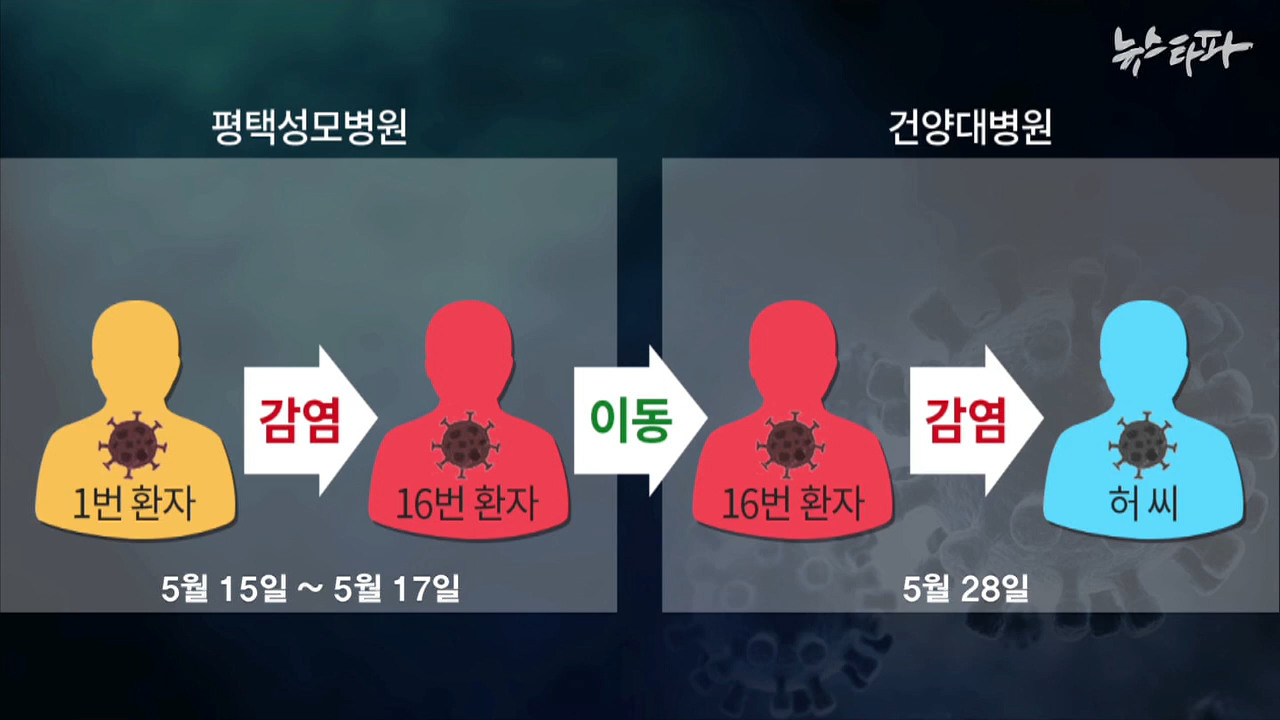 뉴스타파
평택성모병원
건양대병원
감염
이동
감염
1번 환자
16번 환자
16번 환자
허 씨
5월 15일 ~ 5월 17일
5월 28일